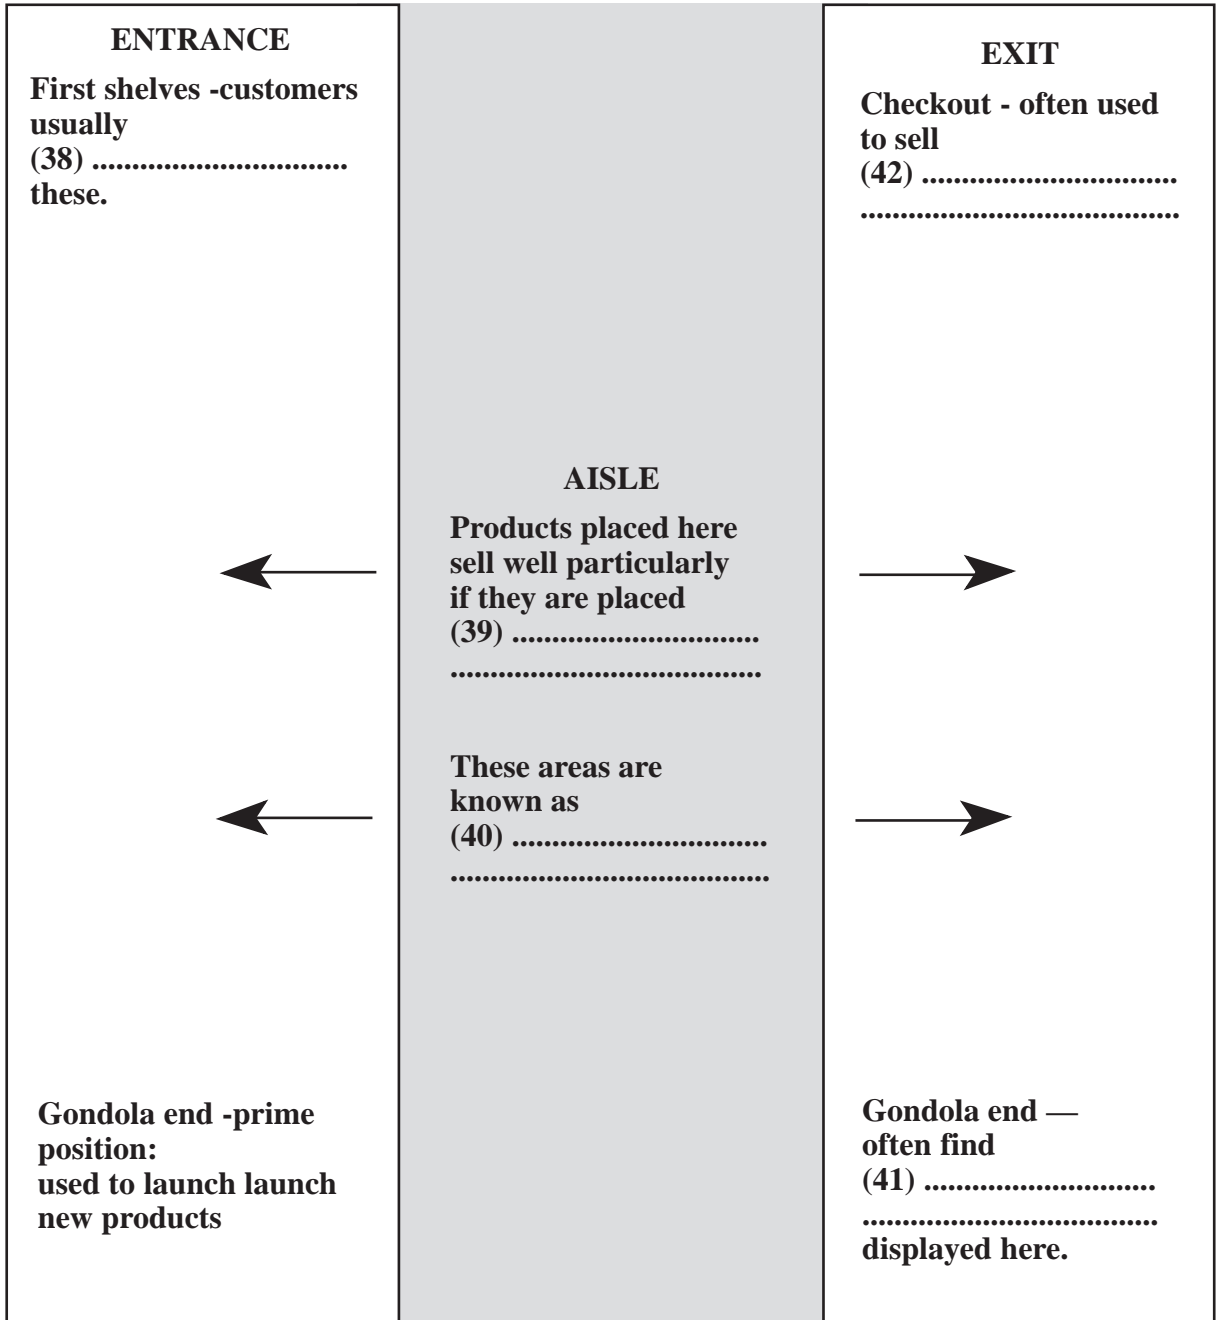 ENTRANCE
First shelves -customers
usually
(38) ................................
these.
Gondola end -prime
position:
used to launch launch
new products
AISLE
Products placed here
sell well particularly
if they are placed
(39) ...............................
.......................................
These areas are
known as
(40) ................................
........................................
EXIT
Checkout - often used
to sell
(42) ................................
........................................
Gondola end —
often find
(41) .............................
.....................................
displayed here.